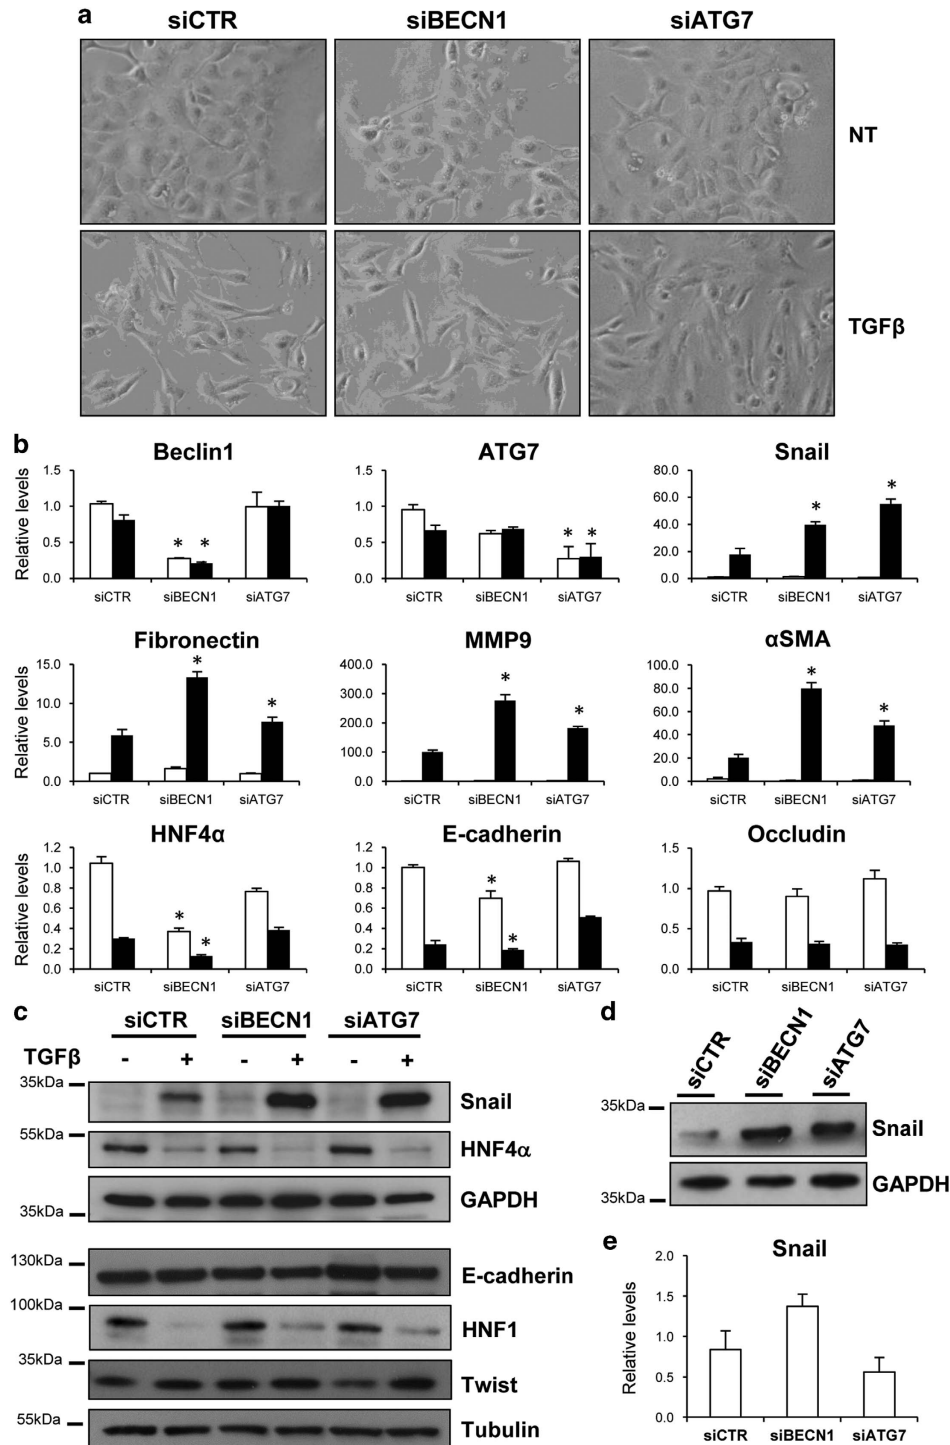 a
siCTR siBECN1 siATG7
NT
TGFβ
b
Beclin1 ATG7 Snail
Relative levels
1.5 1.5 80.0
1.0 1.0 60.0
0.5 0.5 40.0
0.0 0.0 20.0
0.0
* * * * * *
siCTR siBECN1 siATG7 siCTR siBECN1 siATG7 siCTR siBECN1 siATG7
Fibronectin MMP9 αSMA
Relative levels
15.0 400.0 100.0
10.0 300.0 80.0
5.0 200.0 60.0
0.0 100.0 40.0
0.0 20.0
0.0
* * * * * *
siCTR siBECN1 siATG7 siCTR siBECN1 siATG7 siCTR siBECN1 siATG7
HNF4α E-cadherin Occludin
Relative levels
1.2 1.2 1.5
1.0 1.0 1.0
0.8 0.8 0.5
0.6 0.6 0.0
0.4 0.4
0.2 0.2
0.0 0.0
* * * *
siCTR siBECN1 siATG7 siCTR siBECN1 siATG7 siCTR siBECN1 siATG7
c
siCTR siBECN1 siATG7
TGFβ - + - + - +
35kDa Snail
55kDa HNF4α
35kDa GAPDH
130kDa E-cadherin
100kDa HNF1
35kDa Twist
55kDa Tubulin
d
siCTR siBECN1 siATG7
35kDa Snail
35kDa GAPDH
e
Snail
Relative levels
2.0
1.5
1.0
0.5
0.0
siCTR siBECN1 siATG7